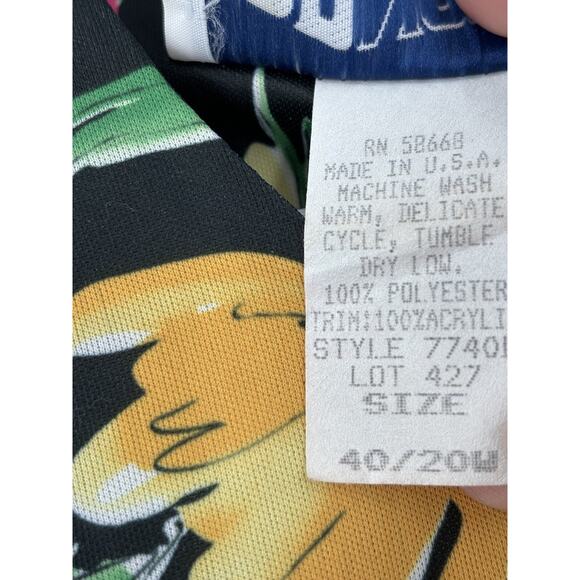 RN 58668
MADE IN U.S.A.
MACHINE WASH
WARM, DELICATE
CYCLE, TUMBLE
DRY LOW.
100% POLYESTER
TRIM:100%ACRYLI
STYLE 7740
LOT 427
SIZE
40/20W